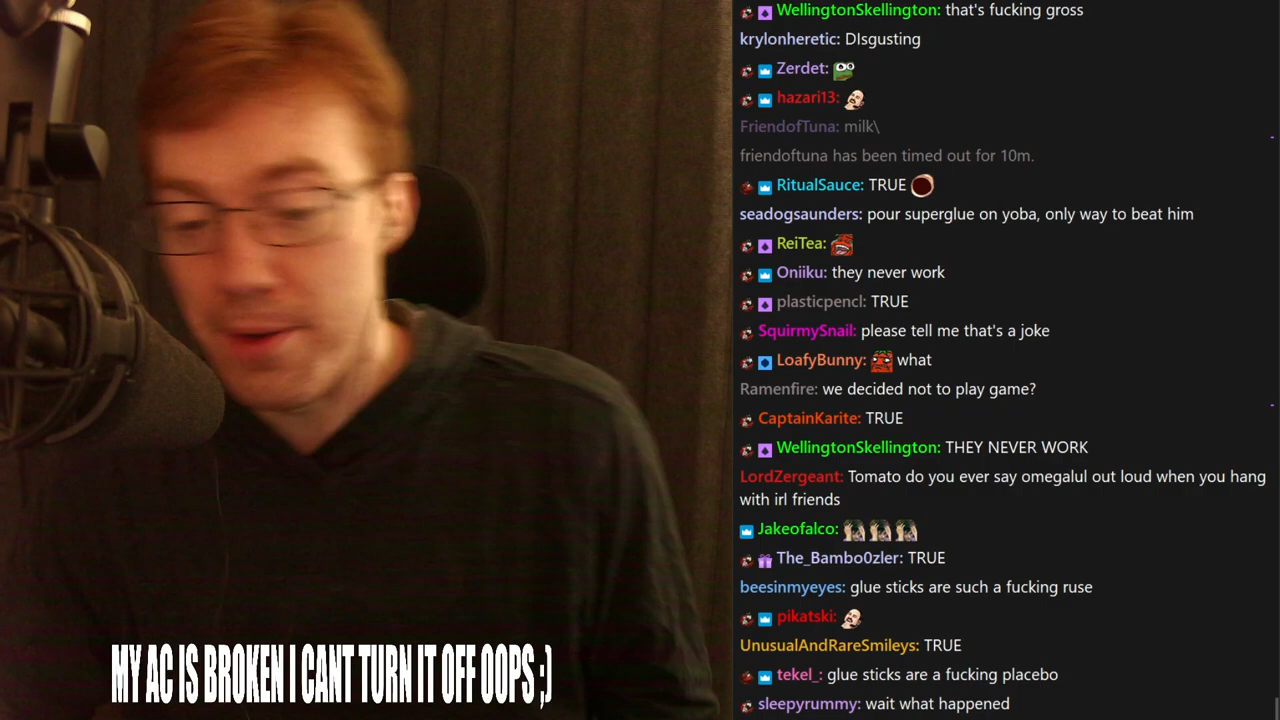 WellingtonSkellington: that's fucking gross
krylonheretic: DIsgusting
Zerdet:
hazari13:
FriendofTuna: milk\
friendoftuna has been timed out for 10m.
RitualSauce: TRUE
seadogsaunders: pour superglue on yoba, only way to beat him
ReiTea:
Oniiku: they never work
plasticpencl: TRUE
SquirmySnail: please tell me that's a joke
LoafyBunny: what
Ramenfire: we decided not to play game?
CaptainKarite: TRUE
WellingtonSkellington: THEY NEVER WORK
LordZergeant: Tomato do you ever say omegalul out loud when you hang
with irl friends
Jakeofalco:
The_Bambo0zler: TRUE
beesinmyeyes: glue sticks are such a fucking ruse
pikatski:
UnusualAndRareSmileys: TRUE
tekel_: glue sticks are a fucking placebo
sleepyrummy: wait what happened
MY AC IS BROKEN I CANT TURN IT OFF OOPS ;)